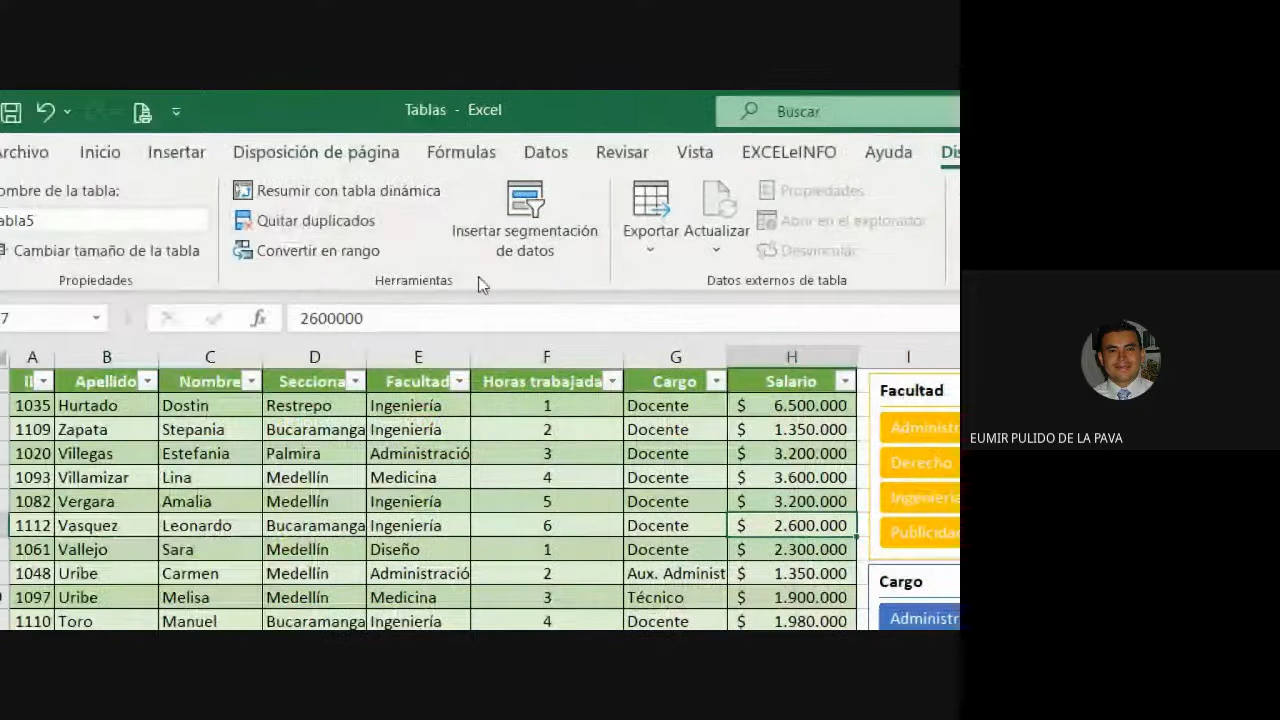 Tablas - Excel
Buscar
Archivo Inicio Insertar Disposición de página Fórmulas Datos Revisar Vista EXCELeINFO Ayuda Dis
ombre de la tabla:
abla5
Cambiar tamaño de la tabla
Propiedades
Resumir con tabla dinámica
Quitar duplicados
Convertir en rango
Insertar segmentación
de datos
Herramientas
Exportar Actualizar
Propiedades
Abrir en el explorador
Desvincular
Datos externos de tabla
7 fx 2600000
A B C D E F G H I
Apellido Nombre Secciona Facultad Horas trabajada Cargo Salario
1035 Hurtado Dostin Restrepo Ingeniería 1 Docente $ 6.500.000
1109 Zapata Stepania Bucaramanga Ingeniería 2 Docente $ 1.350.000
1020 Villegas Estefania Palmira Administració 3 Docente $ 3.200.000
1093 Villamizar Lina Medellín Medicina 4 Docente $ 3.600.000
1082 Vergara Amalia Medellín Ingeniería 5 Docente $ 3.200.000
1112 Vasquez Leonardo Bucaramanga Ingeniería 6 Docente $ 2.600.000
1061 Vallejo Sara Medellín Diseño 1 Docente $ 2.300.000
1048 Uribe Carmen Medellín Administració 2 Aux. Administ $ 1.350.000
1097 Uribe Melisa Medellín Medicina 3 Técnico $ 1.900.000
1110 Toro Manuel Bucaramanga Ingeniería 4 Docente $ 1.980.000
Facultad
Administr
Derecho
Ingeniería
Publicidad
Cargo
Administr
EUMIR PULIDO DE LA PAVA